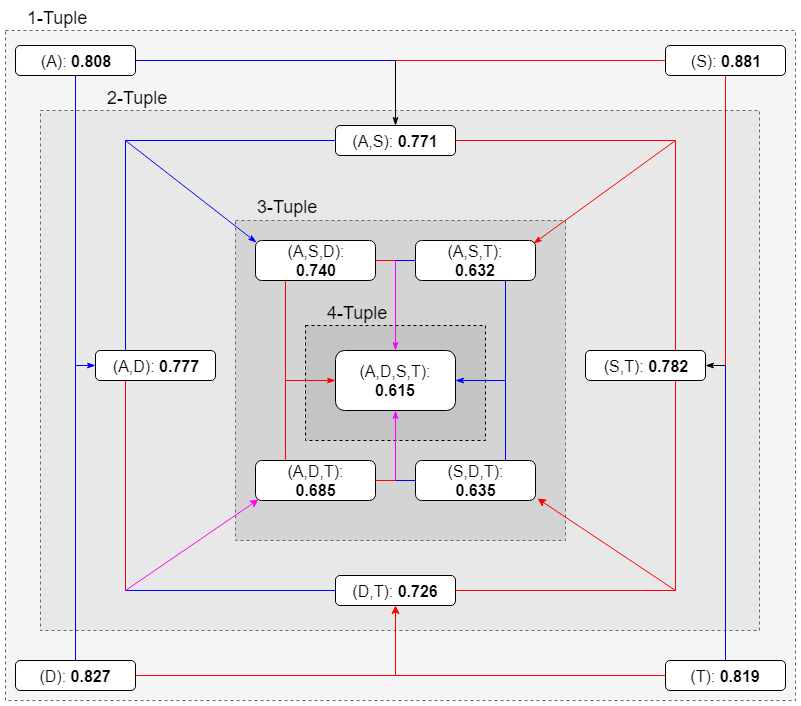 1-Tuple
(A): 0.808
(S): 0.881
2-Tuple
(A,S): 0.771
3-Tuple
(A,S,D):
0.740
(A,S,T):
0.632
4-Tuple
(A,D): 0.777
(A,D,S,T):
0.615
(S,T): 0.782
(A,D,T):
0.685
(S,D,T):
0.635
(D,T): 0.726
(D): 0.827
(T): 0.819